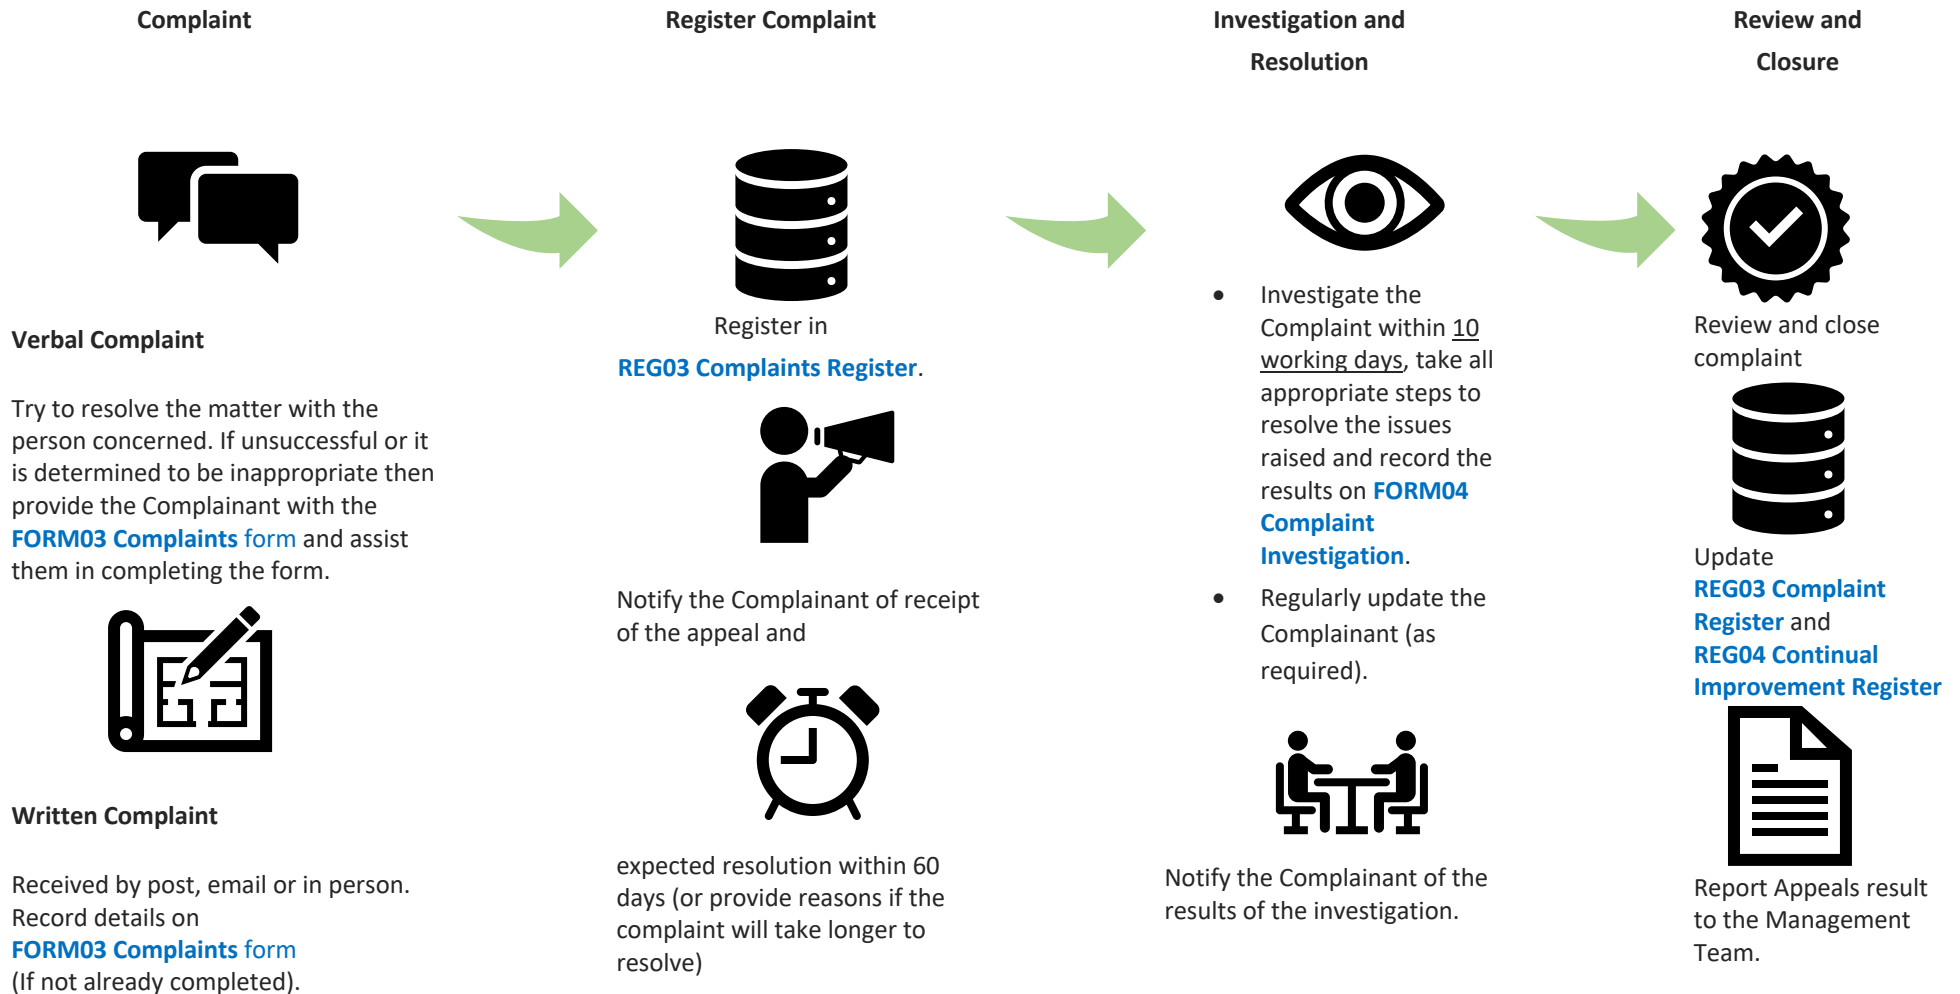 Complaint
Verbal Complaint
Try to resolve the matter with the
person concerned. If unsuccessful or it
is determined to be inappropriate then
provide the Complainant with the
FORM03 Complaints form and assist
them in completing the form.
Written Complaint
Received by post, email or in person.
Record details on
FORM03 Complaints form
(If not already completed).
Register Complaint
Register in
REG03 Complaints Register.
Notify the Complainant of receipt
of the appeal and
expected resolution within 60
days (or provide reasons if the
complaint will take longer to
resolve)
Investigation and
Resolution
• Investigate the
Complaint within 10
working days, take all
appropriate steps to
resolve the issues
raised and record the
results on FORM04
Complaint
Investigation.
• Regularly update the
Complainant (as
required).
Notify the Complainant of the
results of the investigation.
Review and
Closure
Review and close
complaint
Update
REG03 Complaint
Register and
REG04 Continual
Improvement Register
Report Appeals result
to the Management
Team.